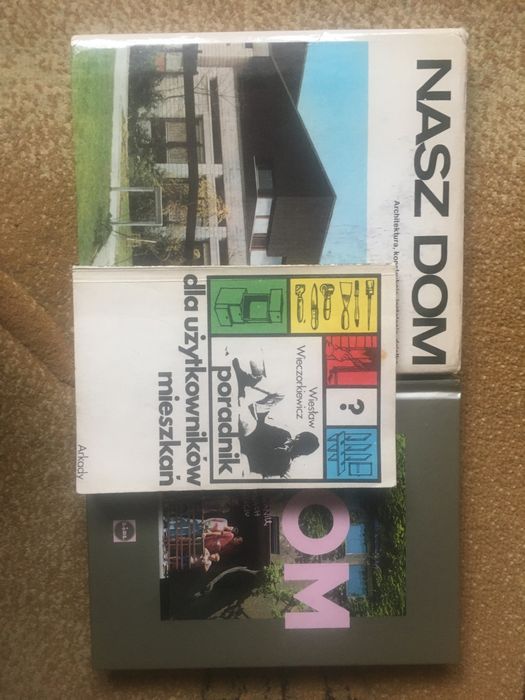 NASZ DOM
Architektura,
Wiesław
Wieczorkiewicz
?
poradnik
dla użytkowników
mieszkań
Arkady
OM